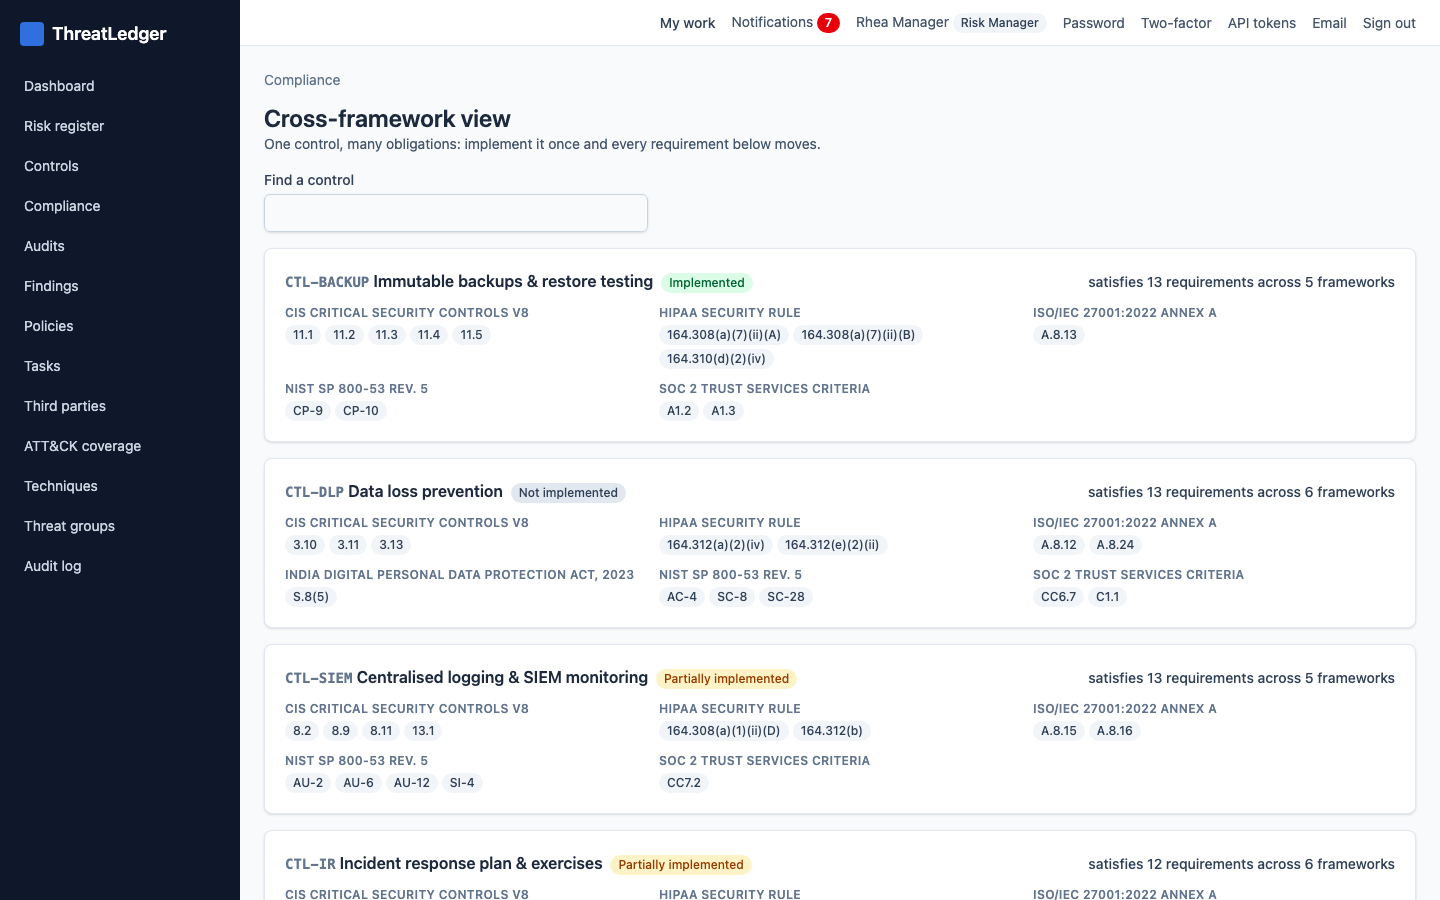 ThreatLedger
Dashboard
Risk register
Controls
Compliance
Audits
Findings
Policies
Tasks
Third parties
ATT&CK coverage
Techniques
Threat groups
Audit log
My work Notifications 7 Rhea Manager Risk Manager Password Two-factor API tokens Email Sign out
Compliance
Cross-framework view
One control, many obligations: implement it once and every requirement below moves.
Find a control
CTL-BACKUP Immutable backups & restore testing Implemented satisfies 13 requirements across 5 frameworks
CIS CRITICAL SECURITY CONTROLS V8
11.1 11.2 11.3 11.4 11.5
HIPAA SECURITY RULE
164.308(a)(7)(ii)(A) 164.308(a)(7)(ii)(B)
164.310(d)(2)(iv)
ISO/IEC 27001:2022 ANNEX A
A.8.13
NIST SP 800-53 REV. 5
CP-9 CP-10
SOC 2 TRUST SERVICES CRITERIA
A1.2 A1.3
CTL-DLP Data loss prevention Not implemented satisfies 13 requirements across 6 frameworks
CIS CRITICAL SECURITY CONTROLS V8
3.10 3.11 3.13
HIPAA SECURITY RULE
164.312(a)(2)(iv) 164.312(e)(2)(ii)
ISO/IEC 27001:2022 ANNEX A
A.8.12 A.8.24
INDIA DIGITAL PERSONAL DATA PROTECTION ACT, 2023
S.8(5)
NIST SP 800-53 REV. 5
AC-4 SC-8 SC-28
SOC 2 TRUST SERVICES CRITERIA
CC6.7 C1.1
CTL-SIEM Centralised logging & SIEM monitoring Partially implemented satisfies 13 requirements across 5 frameworks
CIS CRITICAL SECURITY CONTROLS V8
8.2 8.9 8.11 13.1
HIPAA SECURITY RULE
164.308(a)(1)(ii)(D) 164.312(b)
ISO/IEC 27001:2022 ANNEX A
A.8.15 A.8.16
NIST SP 800-53 REV. 5
AU-2 AU-6 AU-12 SI-4
SOC 2 TRUST SERVICES CRITERIA
CC7.2
CTL-IR Incident response plan & exercises Partially implemented satisfies 12 requirements across 6 frameworks
CIS CRITICAL SECURITY CONTROLS V8
HIPAA SECURITY RULE
ISO/IEC 27001:2022 ANNEX A